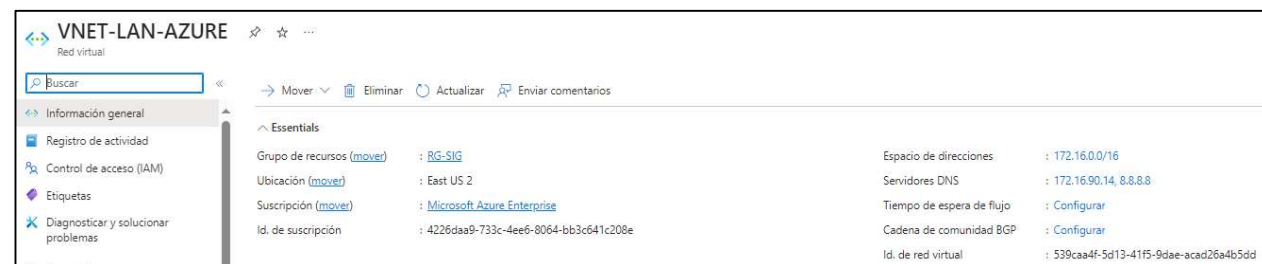 VNET-LAN-AZURE
Red virtual
Buscar
Mover
Eliminar
Actualizar
Enviar comentarios
Información general
Registro de actividad
Control de acceso (IAM)
Etiquetas
Diagnosticar y solucionar
problemas
Essentials
Grupo de recursos (mover) : RG-SIG
Ubicación (mover) : East US 2
Suscripción (mover) : Microsoft Azure Enterprise
Id. de suscripción : 4226daa9-733c-4ee6-8064-bb3c641c208e
Espacio de direcciones : 172.16.0.0/16
Servidores DNS : 172.16.90.14, 8.8.8.8
Tiempo de espera de flujo : Configurar
Cadena de comunidad BGP : Configurar
Id. de red virtual : 539caa4f-5d13-41f5-9dae-acad26a4b5dd